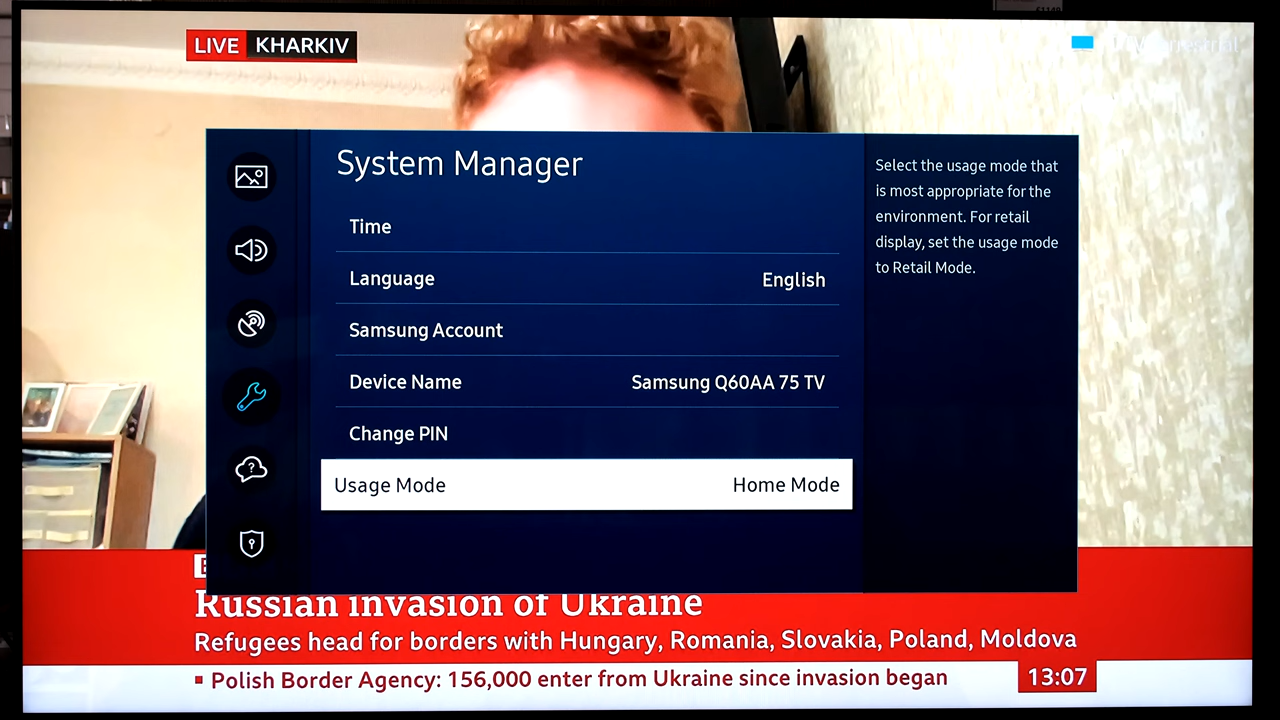 £1149
LIVE KHARKIV
System Manager
Time
Language English
Samsung Account
Device Name Samsung Q60AA 75 TV
Change PIN
Usage Mode Home Mode
Select the usage mode that
is most appropriate for the
environment. For retail
display, set the usage mode
to Retail Mode.
Russian invasion of Ukraine
Refugees head for borders with Hungary, Romania, Slovakia, Poland, Moldova
Polish Border Agency: 156,000 enter from Ukraine since invasion began
13:07